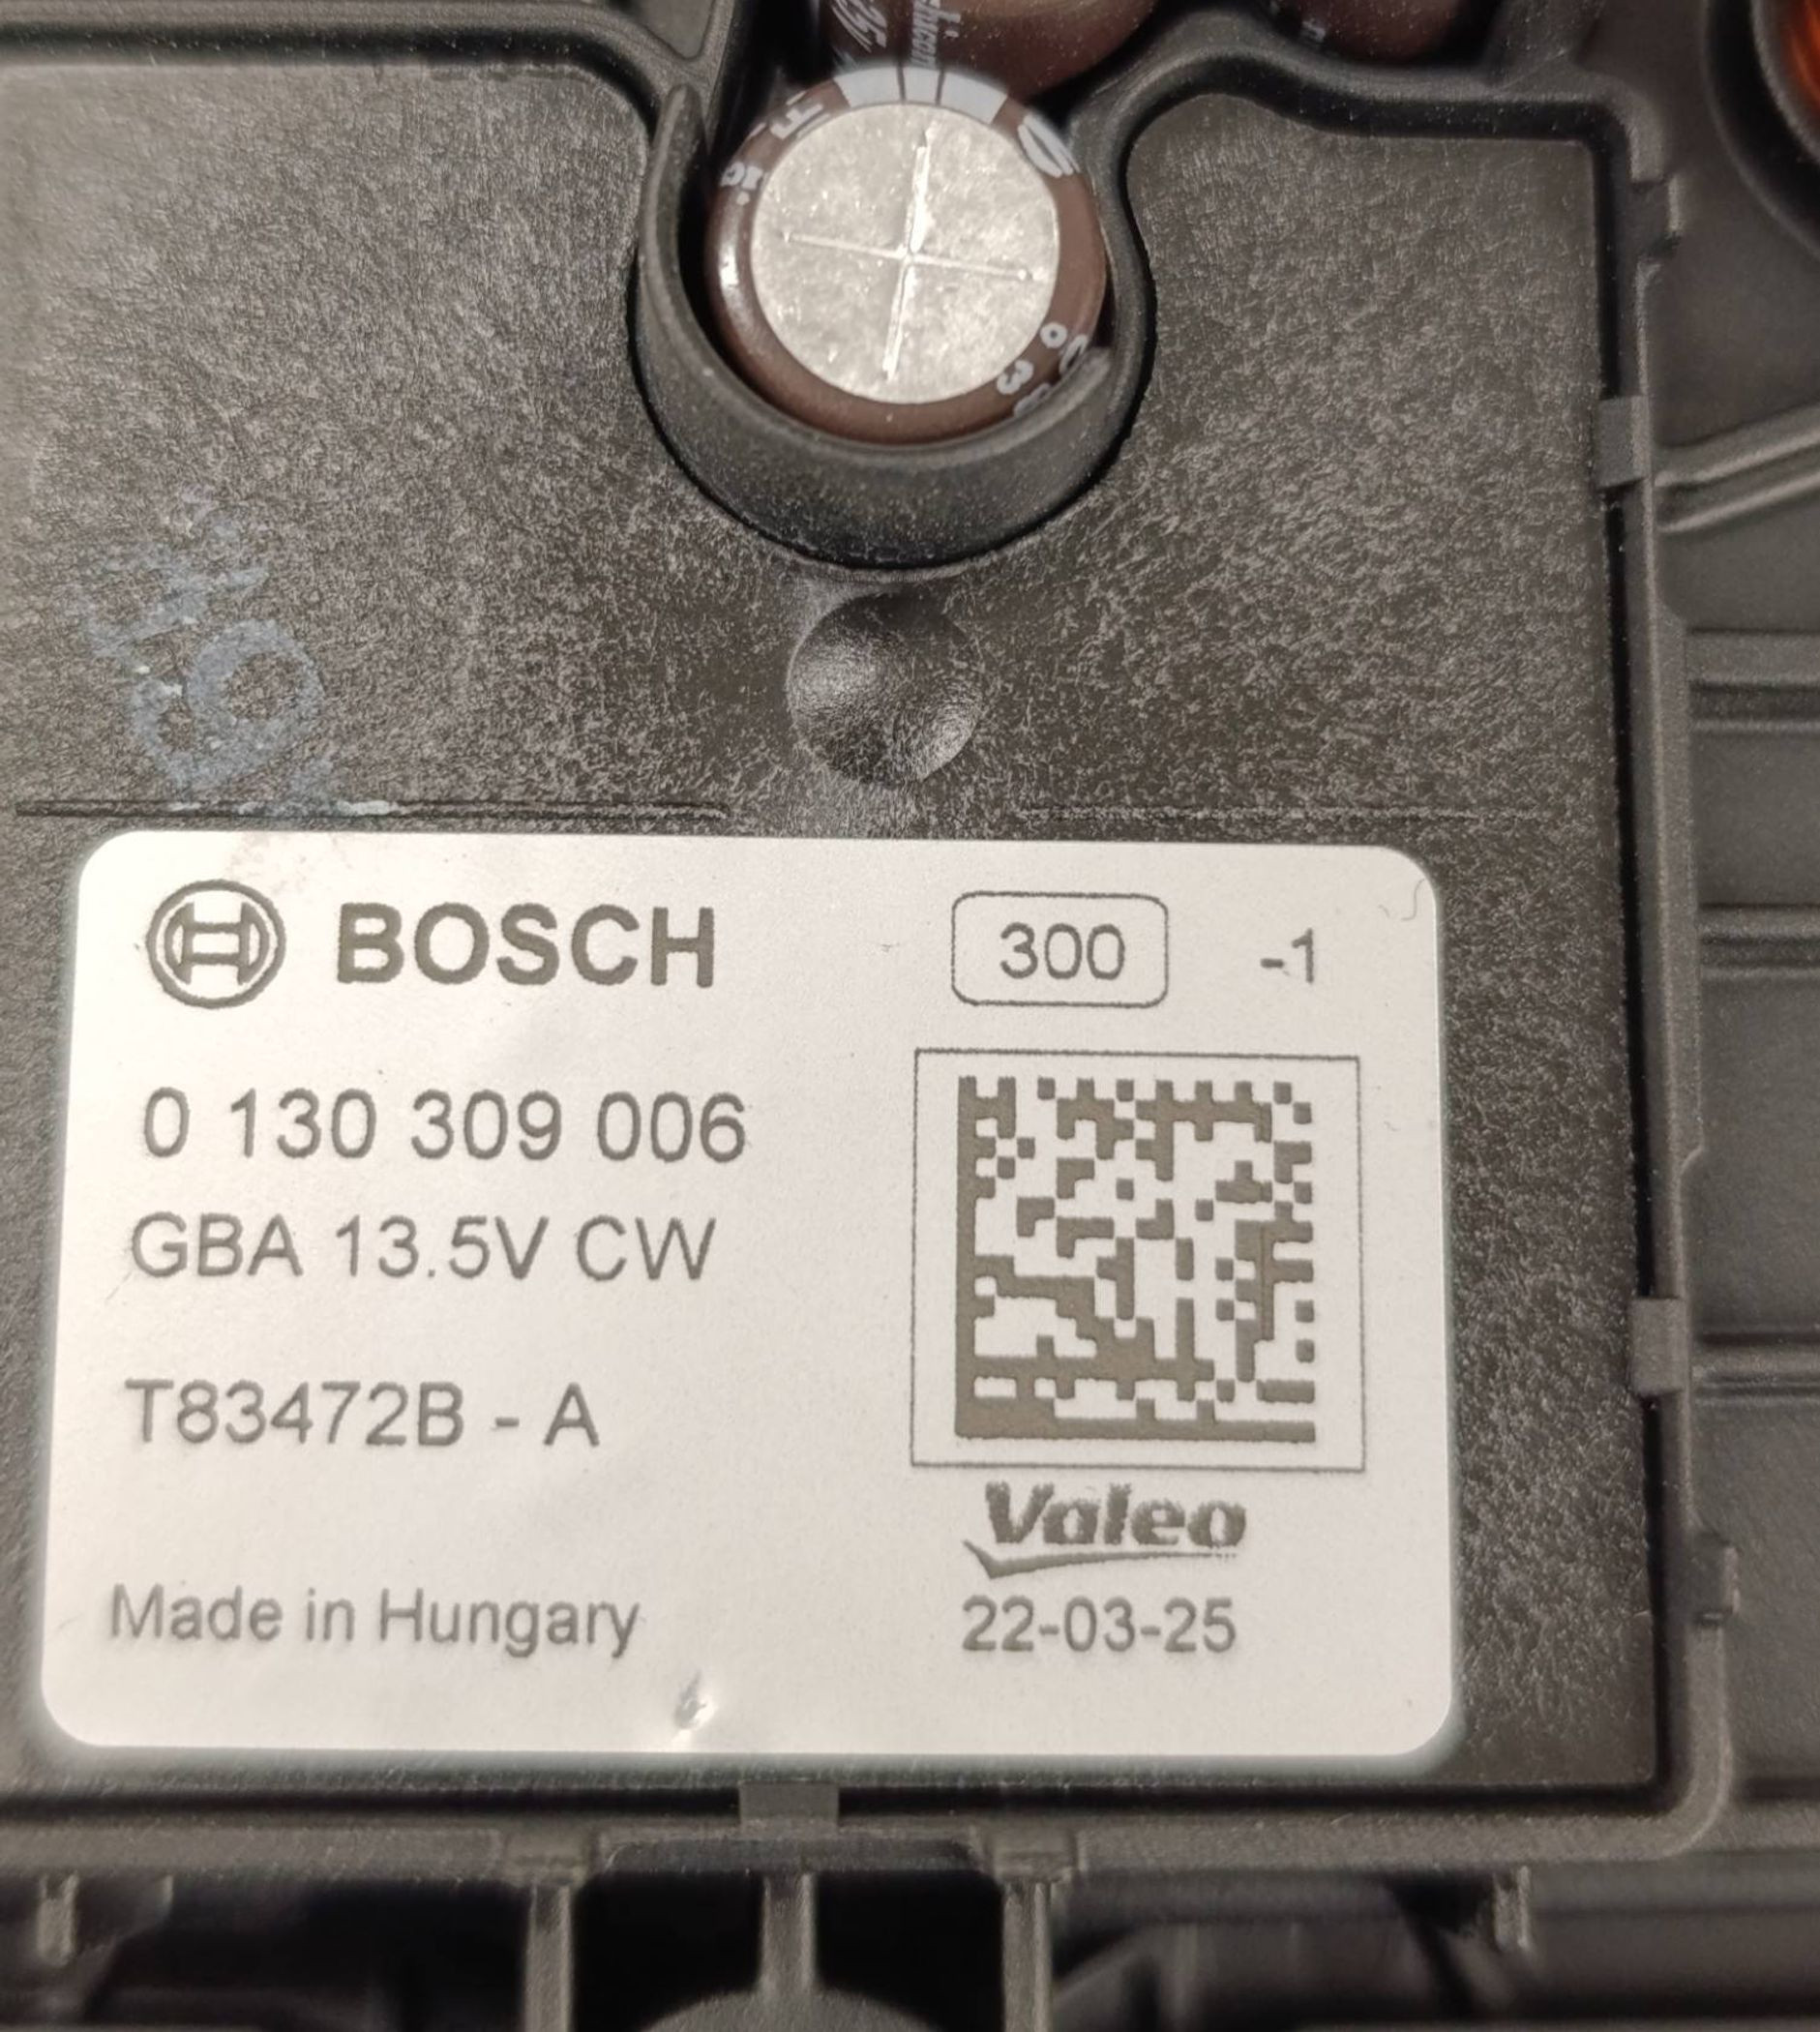 BOSCH
300 -1
0 130 309 006
GBA 13.5V CW
T83472B - A
Valeo
Made in Hungary
22-03-25